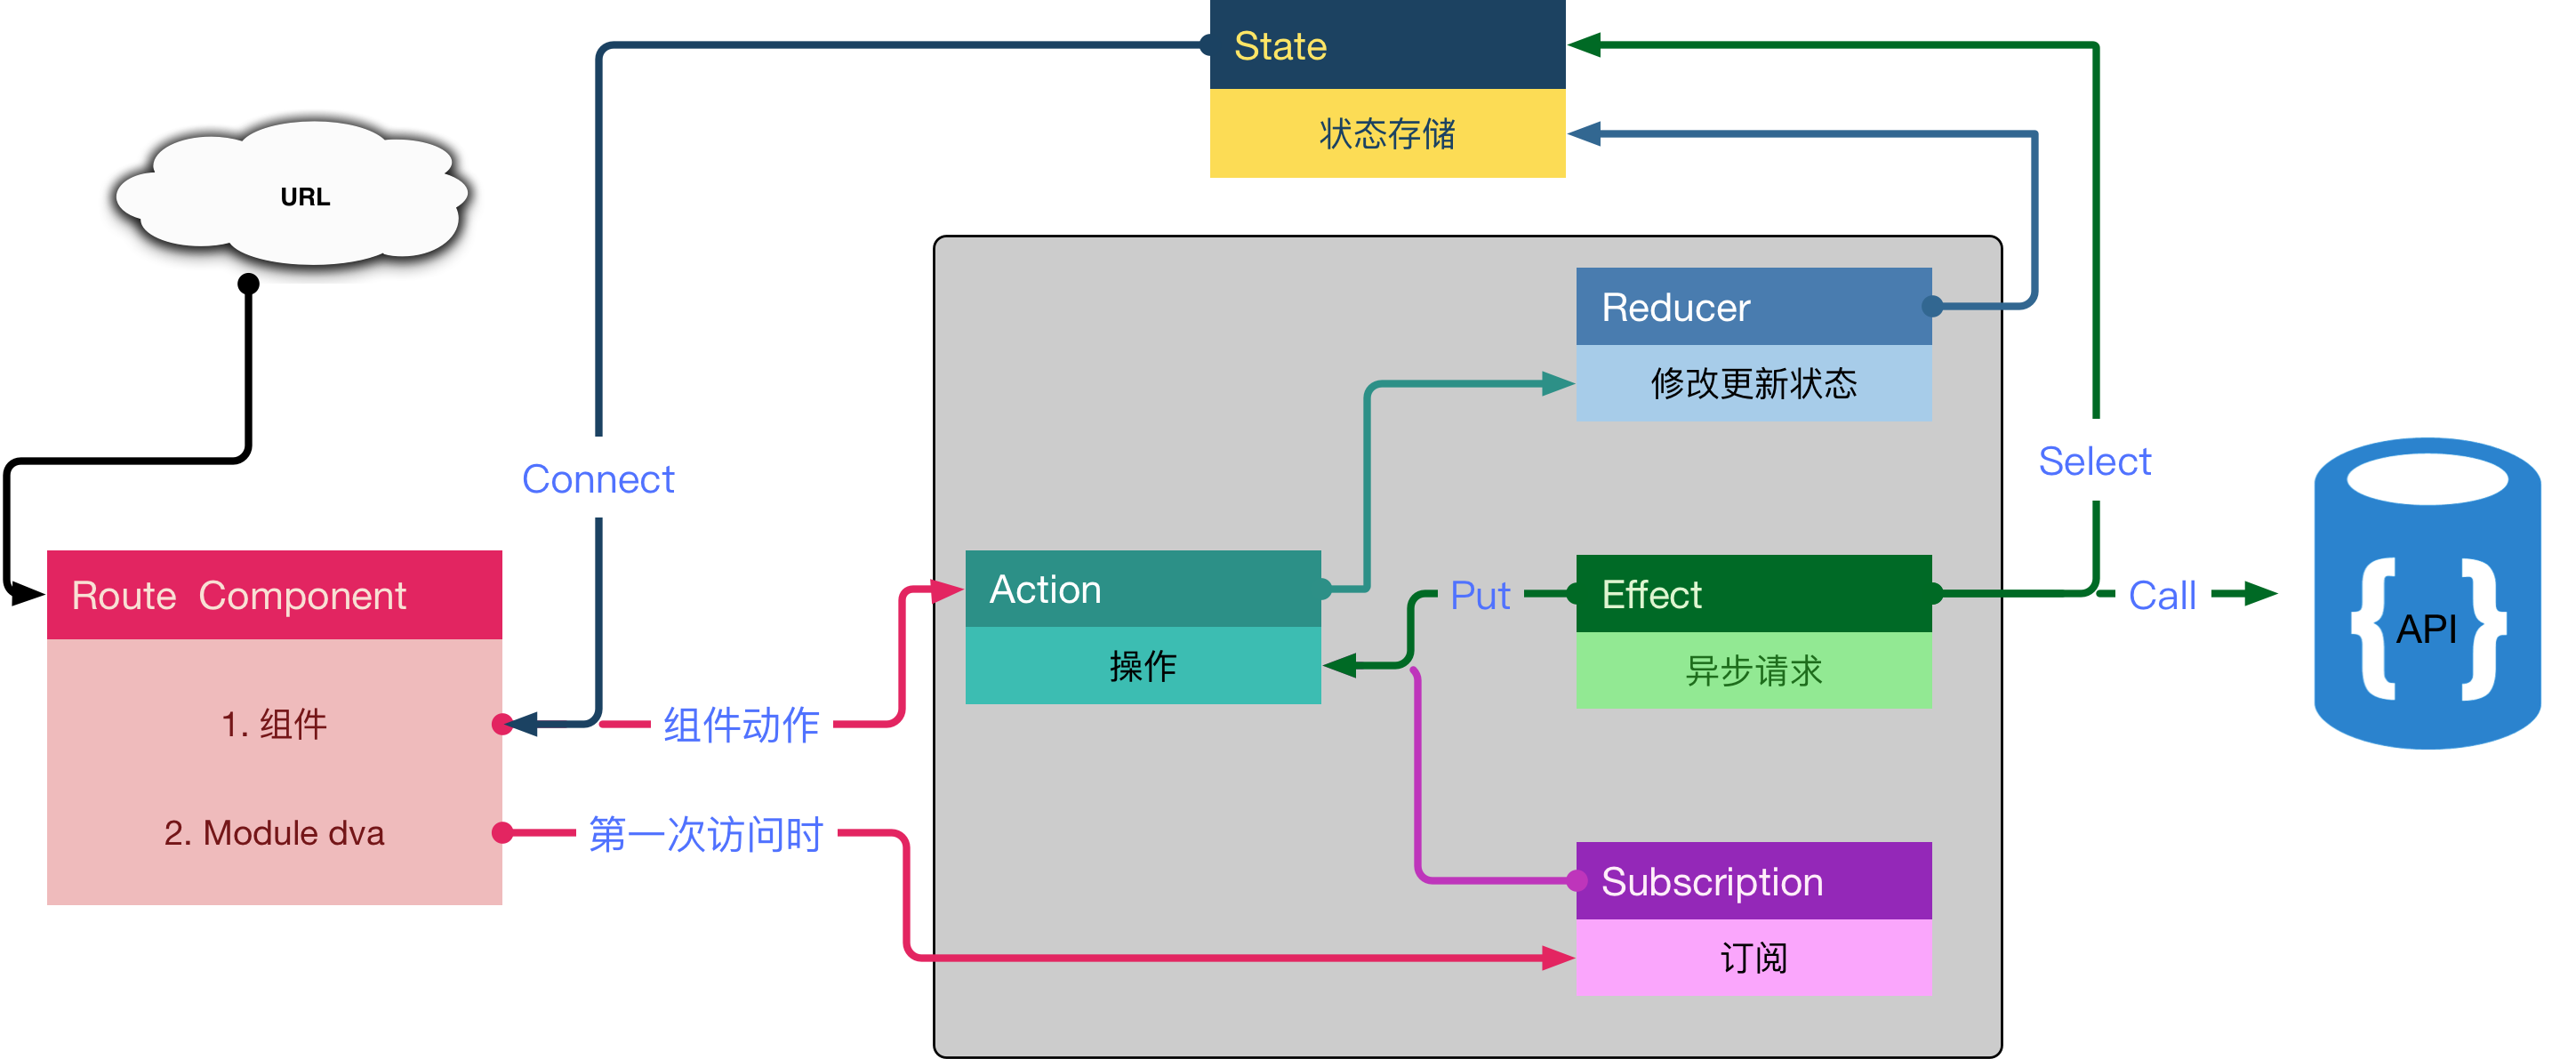 State
状态存储
URL
Reducer
修改更新状态
Connect
Select
Route Component
Action
操作
Put
Effect
异步请求
Call
API
1. 组件
组件动作
2. Module dva
第一次访问时
Subscription
订阅